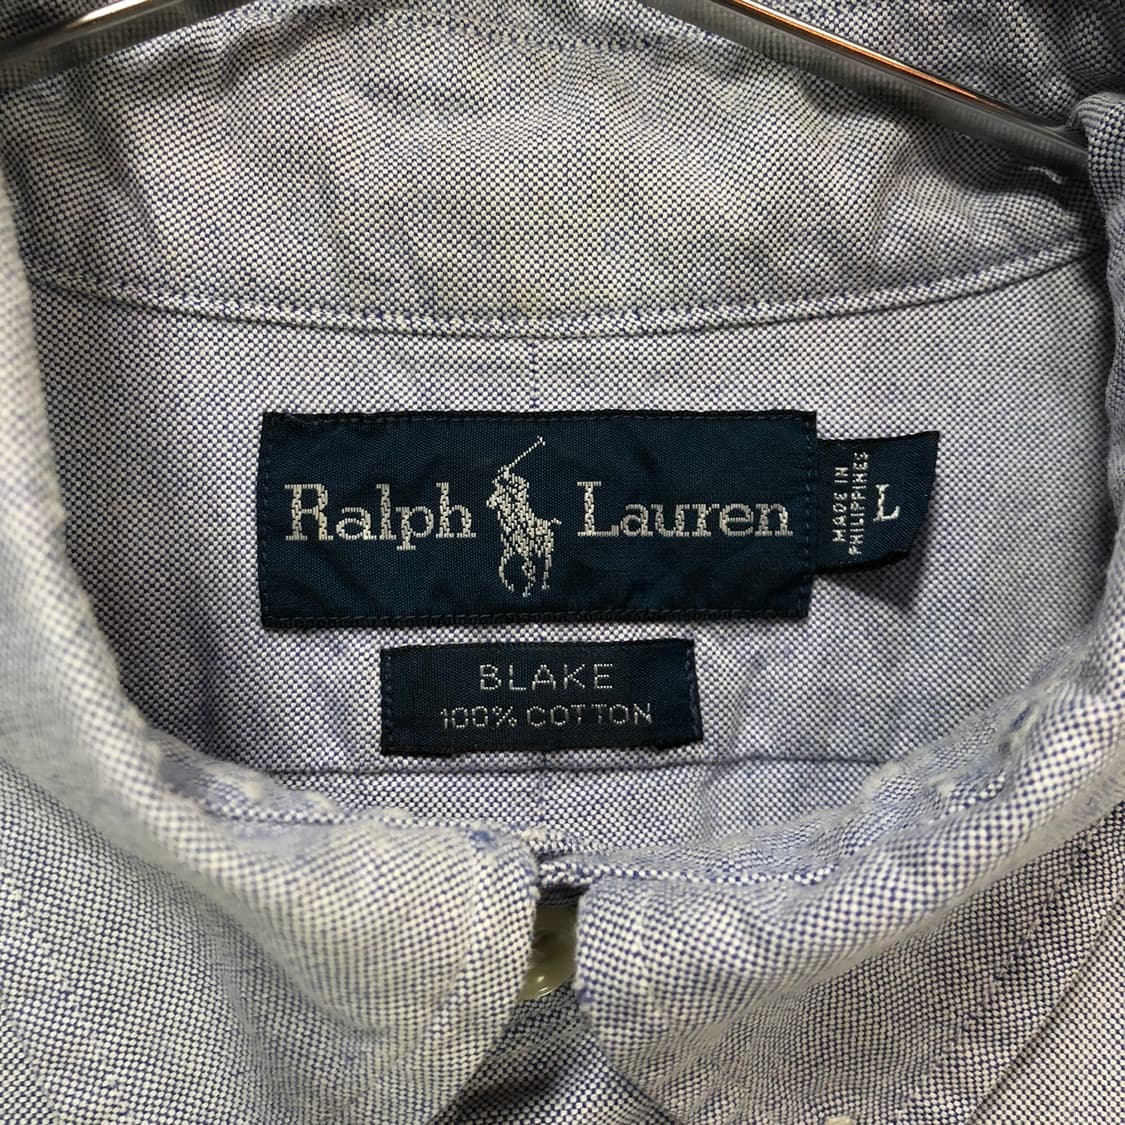 Ralph Lauren
MADE IN
PHILIPPINES
L
BLAKE
100% COTTON